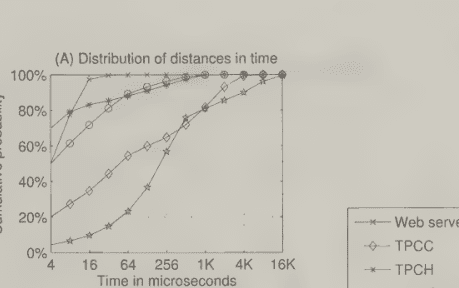 (A) Distribution of distances in time
100%
80%
60%
40%
20%
0%
4 16 64 256 1K 4K 16K
Time in microseconds
Web serve
TPCC
TPCH